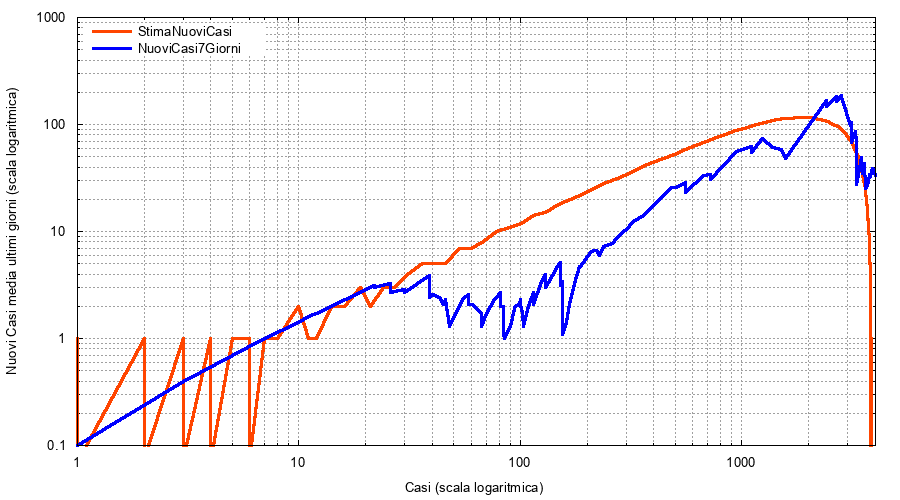 1000
StimaNuoviCasi
NuoviCasi7Giorni
100
10
1
0.1
Nuovi Casi media ultimi giorni (scala logaritmica)
1 10 100 1000
Casi (scala logaritmica)